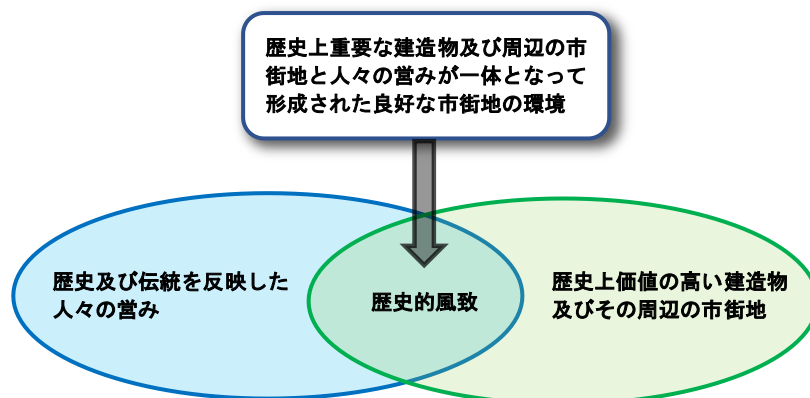 歴史上重要な建造物及び周辺の市
街地と人々の営みが一体となって
形成された良好な市街地の環境
歴史及び伝統を反映した
人々の営み
歴史的風致
歴史上価値の高い建造物
及びその周辺の市街地